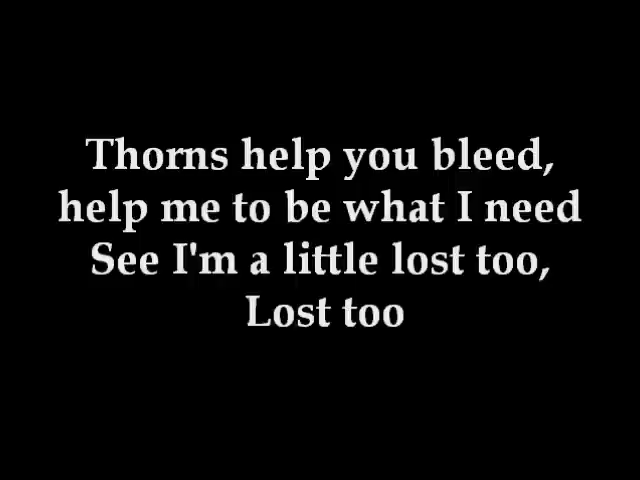 Thorns help you bleed,
help me to be what I need
See I'm a little lost too,
Lost too